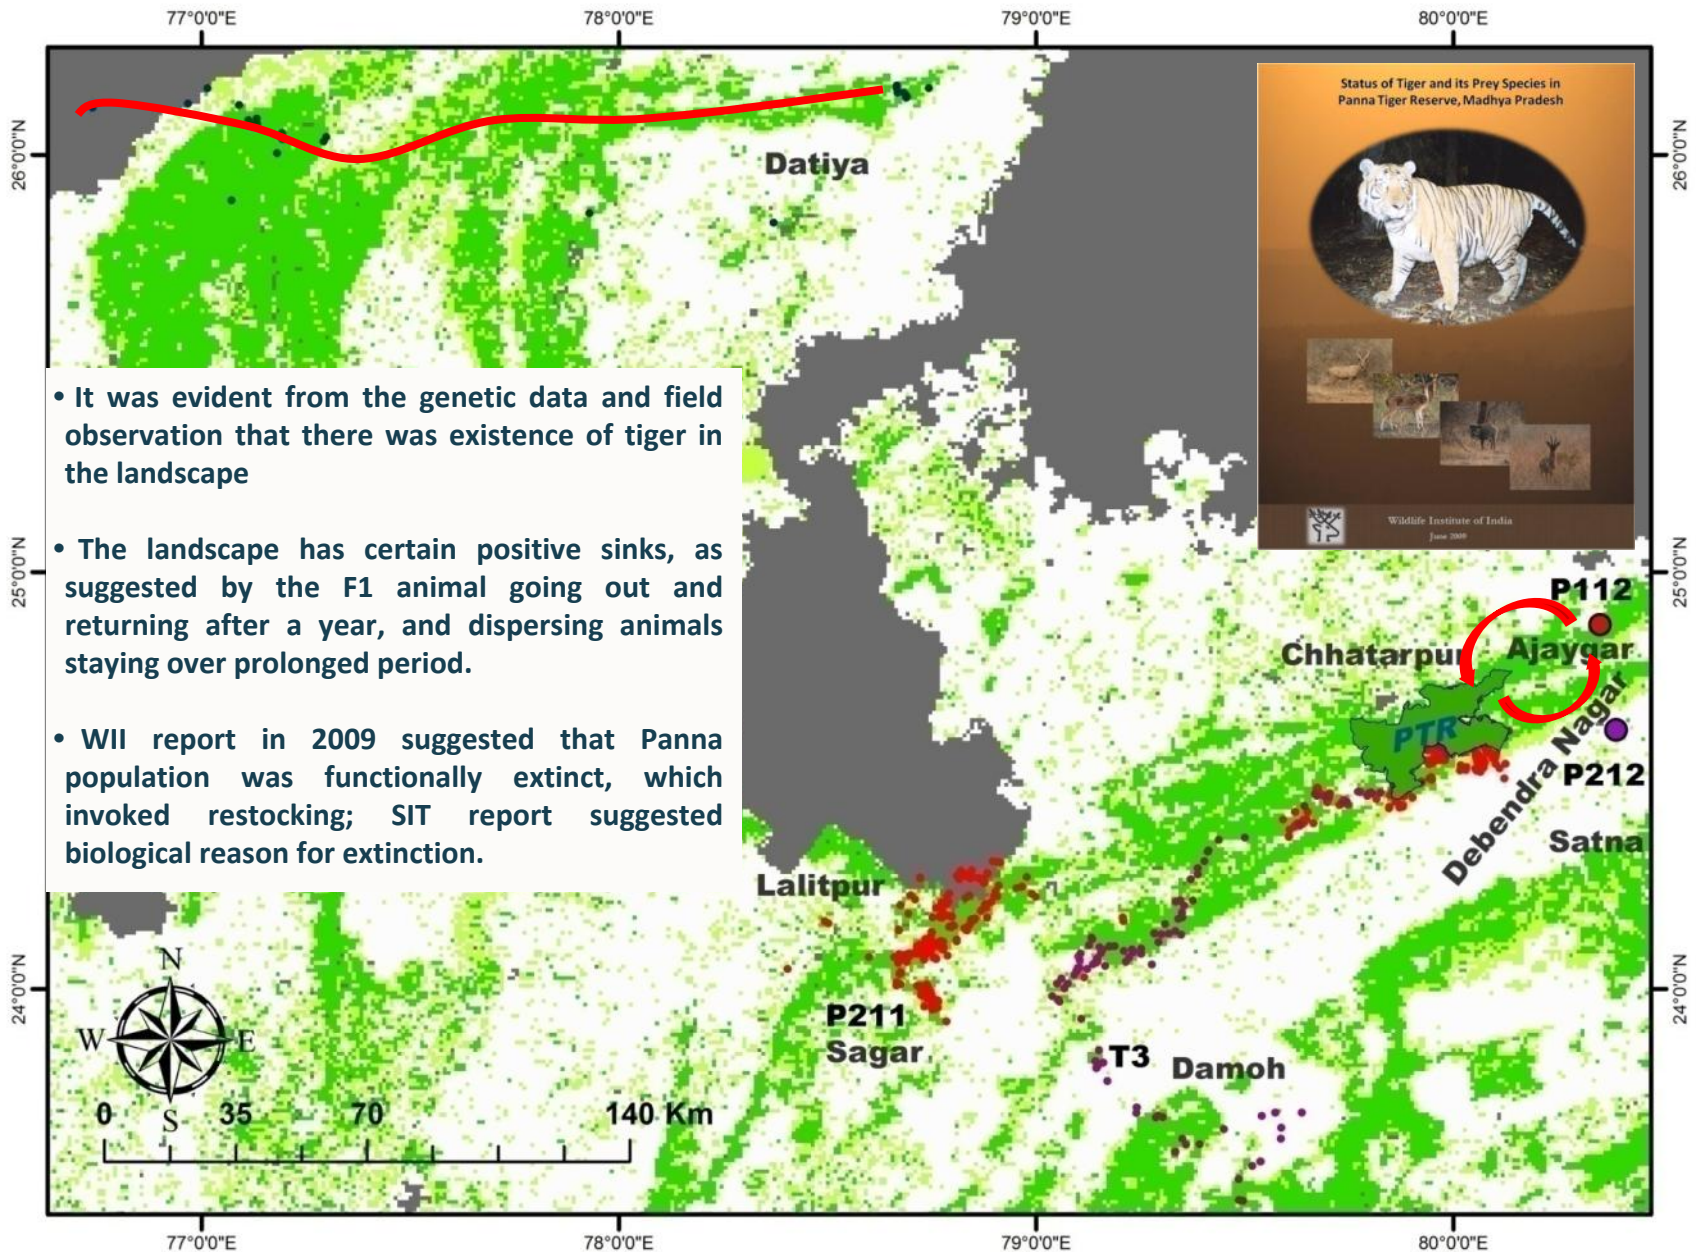 77°0'0"E
78°0'0"E
79°0'0"E
80°0'0"E
26°0'0"N
26°0'0"N
Status of Tiger and its Prey Species in
Panna Tiger Reserve, Madhya Pradesh
Datiya
• It was evident from the genetic data and field
observation that there was existence of tiger in
the landscape
• The landscape has certain positive sinks, as
suggested by the F1 animal going out and
returning after a year, and dispersing animals
staying over prolonged period.
• WII report in 2009 suggested that Panna
population was functionally extinct, which
invoked restocking; SIT report suggested
biological reason for extinction.
Wildlife Institute of India
June 2009
25°0'0"N
25°0'0"N
P112
Chhatarpur
Ajaygar
PTR
Debendra Nagar
P212
Satna
Lalitpur
24°0'0"N
24°0'0"N
P211
Sagar
T3
Damoh
N
W
E
S
0 35 70 140 Km
77°0'0"E
78°0'0"E
79°0'0"E
80°0'0"E